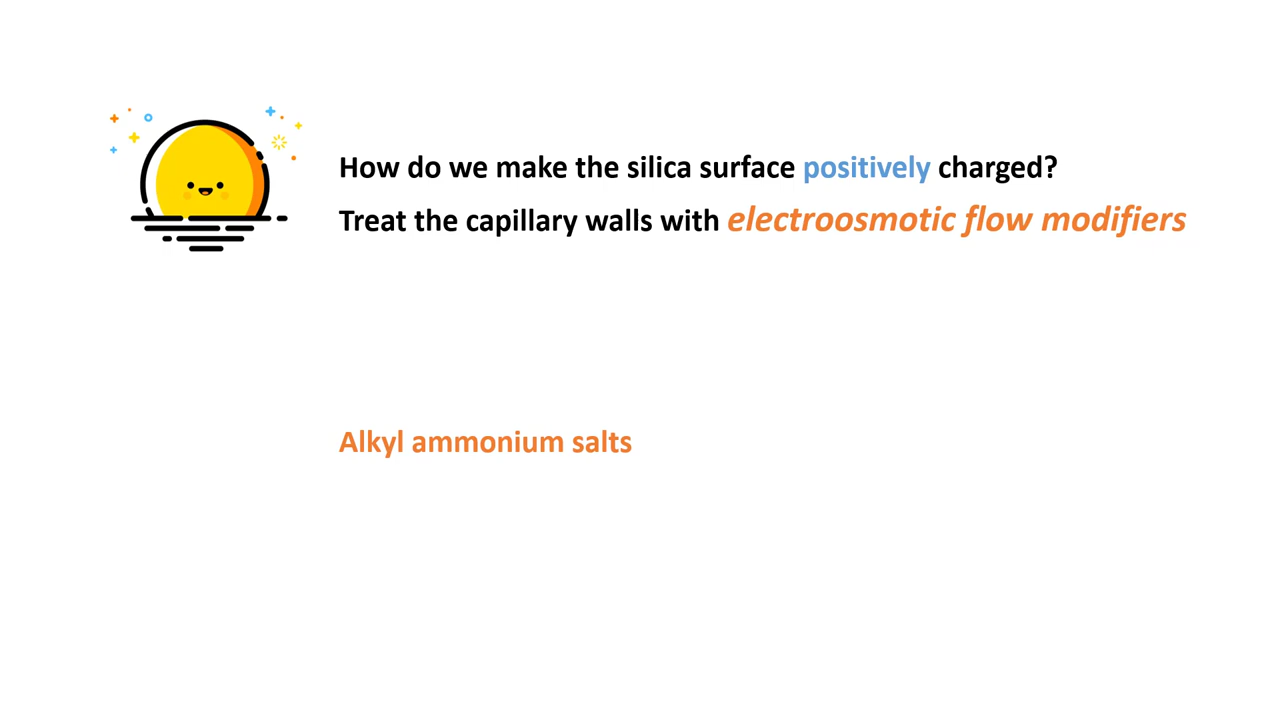 How do we make the silica surface positively charged?
Treat the capillary walls with electroosmotic flow modifiers
Alkyl ammonium salts